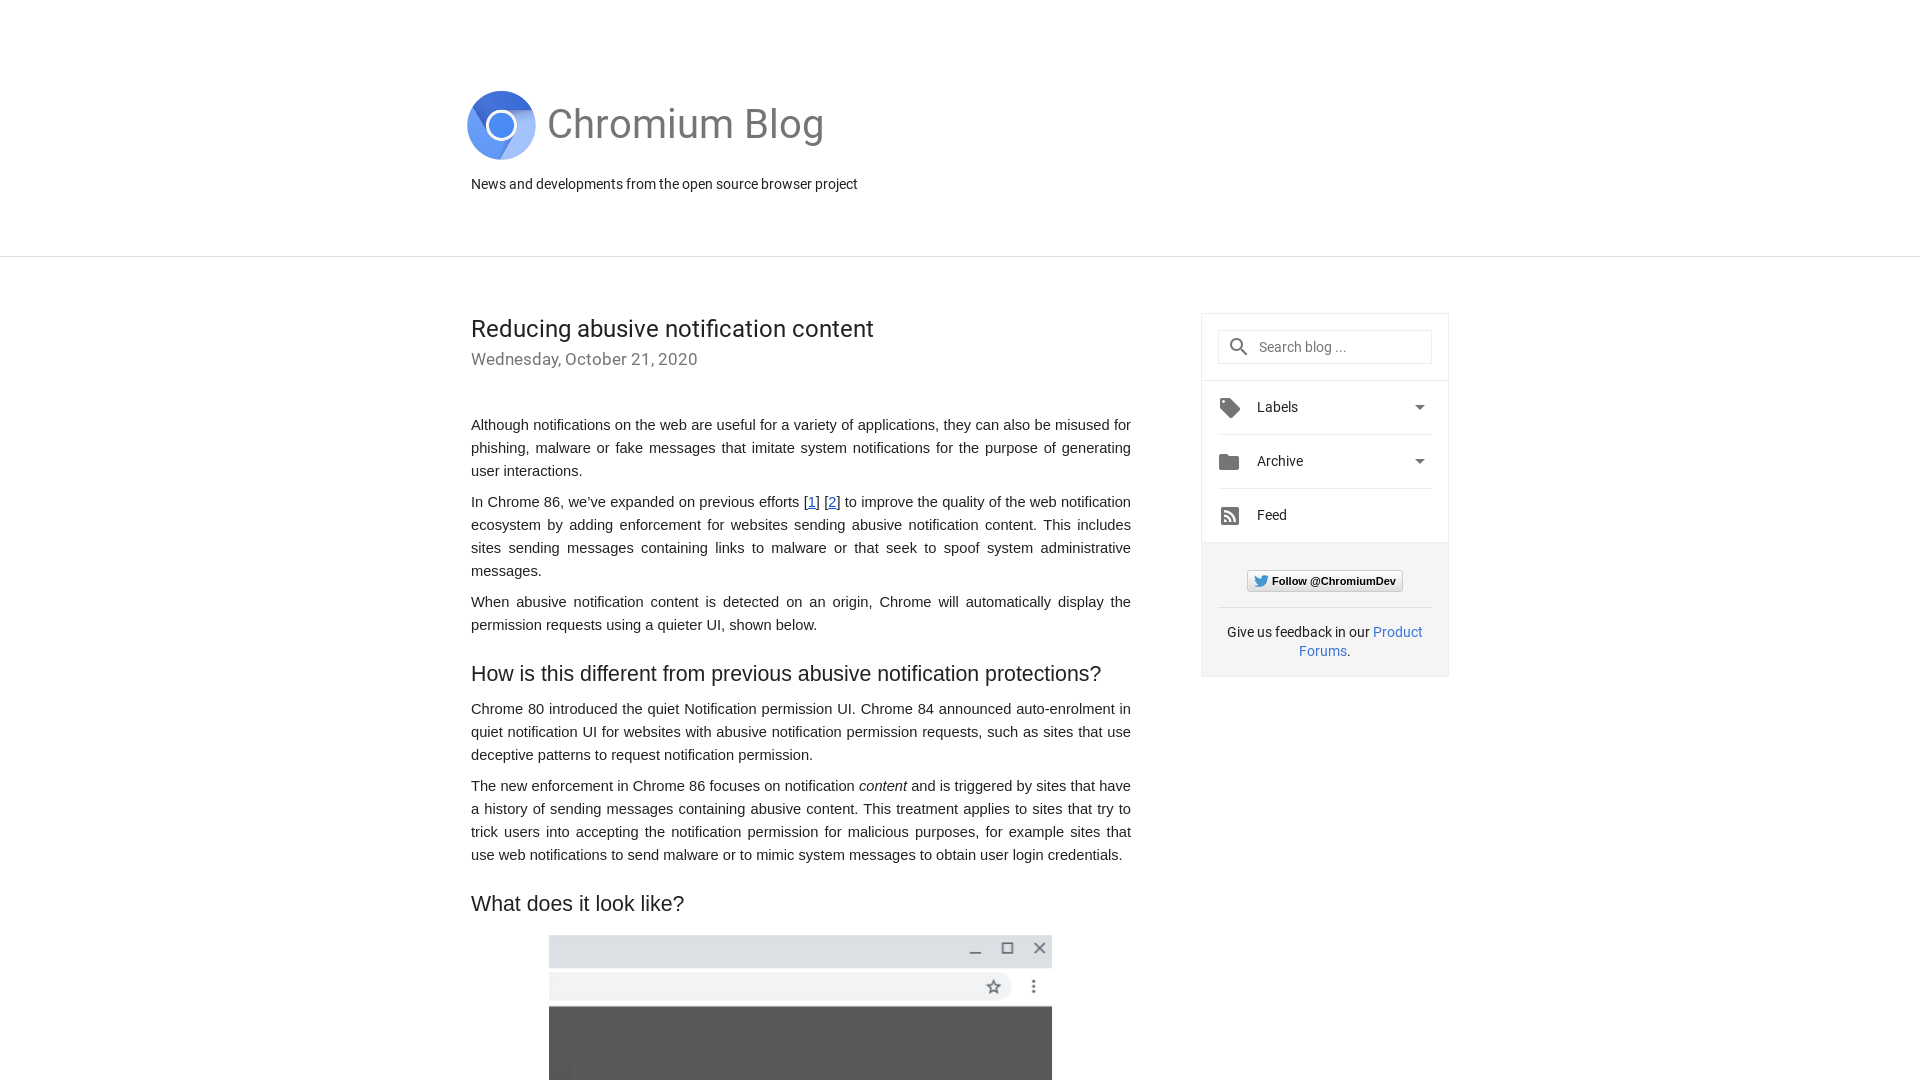 Chromium Blog
News and developments from the open source browser project
Reducing abusive notification content
Wednesday, October 21, 2020
Although notifications on the web are useful for a variety of applications, they can also be misused for
phishing, malware or fake messages that imitate system notifications for the purpose of generating
user interactions.
In Chrome 86, we’ve expanded on previous efforts [1] [2] to improve the quality of the web notification
ecosystem by adding enforcement for websites sending abusive notification content. This includes
sites sending messages containing links to malware or that seek to spoof system administrative
messages.
When abusive notification content is detected on an origin, Chrome will automatically display the
permission requests using a quieter UI, shown below.
How is this different from previous abusive notification protections?
Chrome 80 introduced the quiet Notification permission UI. Chrome 84 announced auto-enrolment in
quiet notification UI for websites with abusive notification permission requests, such as sites that use
deceptive patterns to request notification permission.
The new enforcement in Chrome 86 focuses on notification content and is triggered by sites that have
a history of sending messages containing abusive content. This treatment applies to sites that try to
trick users into accepting the notification permission for malicious purposes, for example sites that
use web notifications to send malware or to mimic system messages to obtain user login credentials.
What does it look like?
Search blog ...
Labels
Archive
Feed
Follow @ChromiumDev
Give us feedback in our Product
Forums.